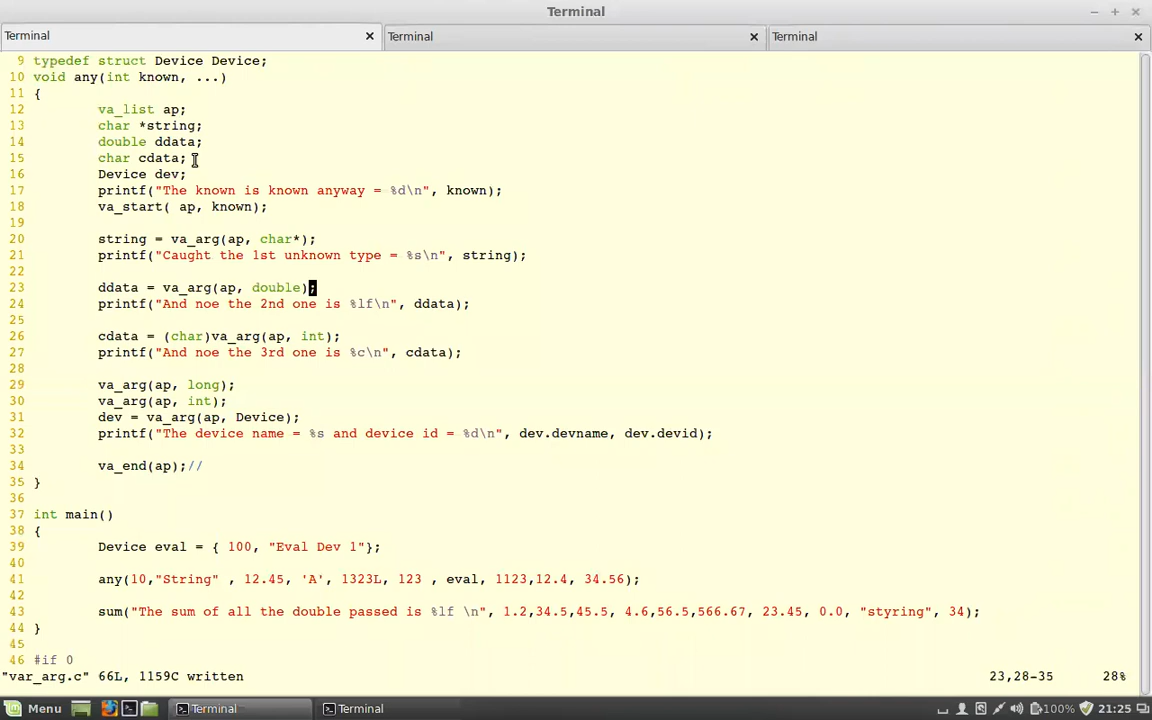 Terminal
Terminal
Terminal
Terminal
9 typedef struct Device Device;
10 void any(int known, ...)
11 {
12 va_list ap;
13 char *string;
14 double ddata;
15 char cdata;
16 Device dev;
17 printf("The known is known anyway = %d\n", known);
18 va_start( ap, known);
19
20 string = va_arg(ap, char*);
21 printf("Caught the 1st unknown type = %s\n", string);
22
23 ddata = va_arg(ap, double);
24 printf("And noe the 2nd one is %lf\n", ddata);
25
26 cdata = (char)va_arg(ap, int);
27 printf("And noe the 3rd one is %c\n", cdata);
28
29 va_arg(ap, long);
30 va_arg(ap, int);
31 dev = va_arg(ap, Device);
32 printf("The device name = %s and device id = %d\n", dev.devname, dev.devid);
33
34 va_end(ap);//
35 }
36
37 int main()
38 {
39 Device eval = { 100, "Eval Dev 1"};
40
41 any(10,"String" , 12.45, 'A', 1323L, 123 , eval, 1123,12.4, 34.56);
42
43 sum("The sum of all the double passed is %lf \n", 1.2,34.5,45.5, 4.6,56.5,566.67, 23.45, 0.0, "styring", 34);
44 }
45
46 #if 0
"var_arg.c" 66L, 1159C written 23,28-35 28%
Menu Terminal Terminal 100% 21:25